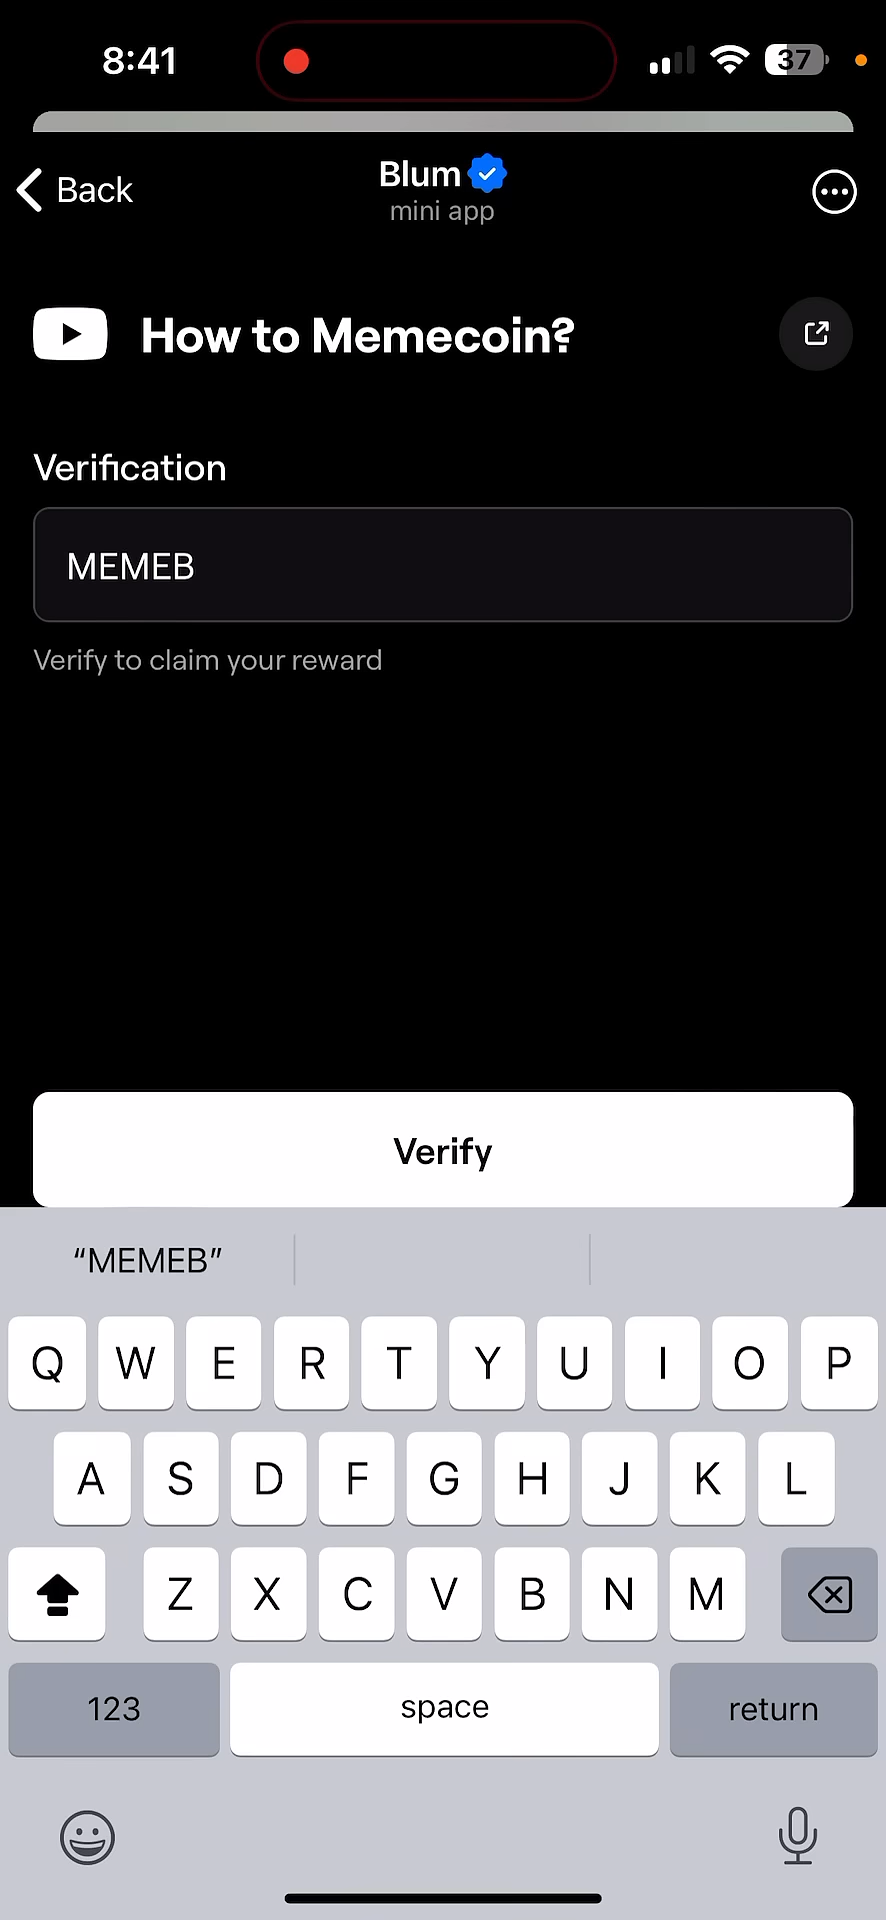 8:41
37
Back
Blum
mini app
How to Memecoin?
Verification
MEMEB
Verify to claim your reward
Verify
“MEMEB”
Q W E R T Y U I O P
A S D F G H J K L
Z X C V B N M
123 space return